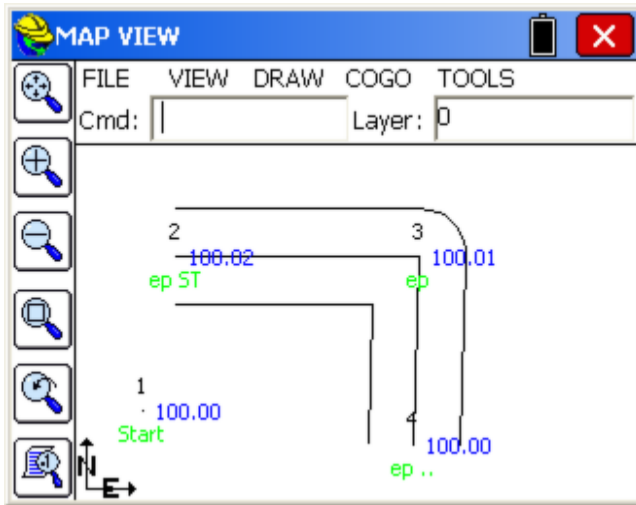 MAP VIEW
FILE VIEW DRAW COGO TOOLS
Cmd: Layer: 0
2 3
100.02 100.01
ep ST ep
1
100.00
Start
4
100.00
ep ..
N
E